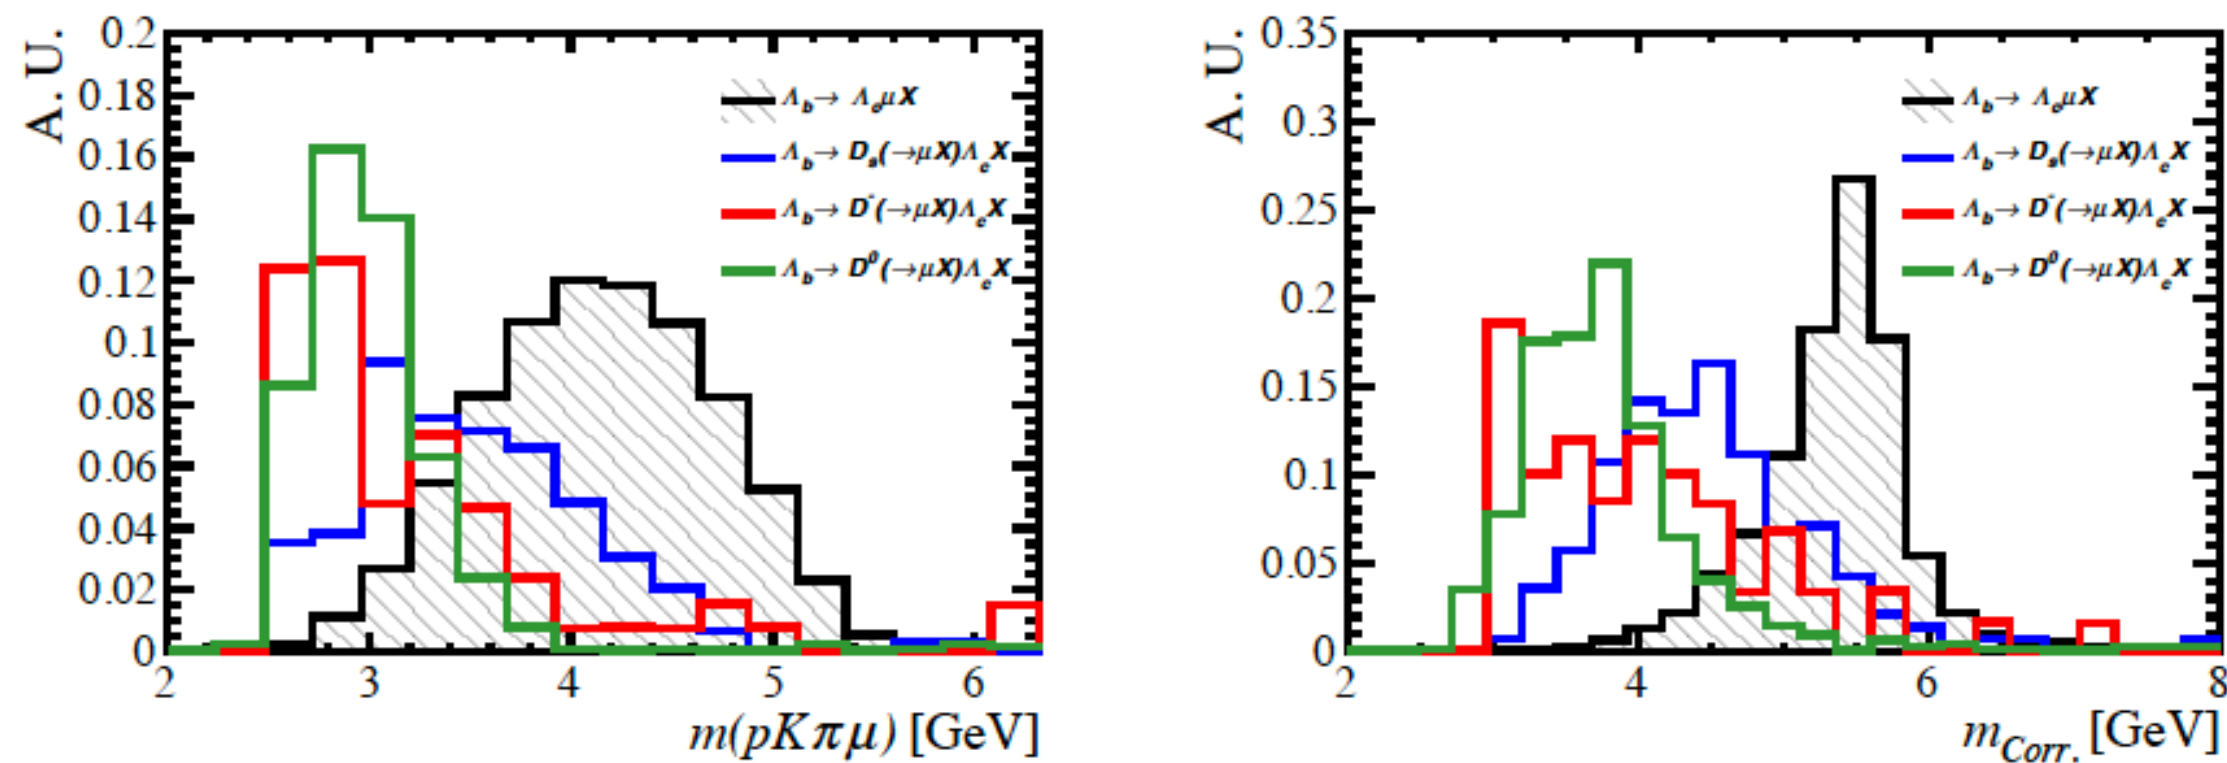 A. U.
0.2
0.18
0.16
0.14
0.12
0.1
0.08
0.06
0.04
0.02
0
Λb→ ΛcμX
Λb→ Ds(→μX)ΛcX
Λb→ D-(→μX)ΛcX
Λb→ D0(→μX)ΛcX
2 3 4 5 6
m(pKπμ) [GeV]
A. U.
0.35
0.3
0.25
0.2
0.15
0.1
0.05
0
Λb→ ΛcμX
Λb→ Ds(→μX)ΛcX
Λb→ D-(→μX)ΛcX
Λb→ D0(→μX)ΛcX
2 4 6 8
mCorr. [GeV]